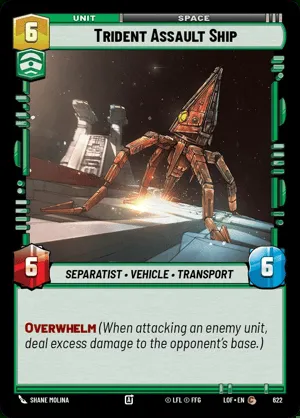 UNIT SPACE
6 TRIDENT ASSAULT SHIP
6 SEPARATIST • VEHICLE • TRANSPORT 6
OVERWHELM (When attacking an enemy unit,
deal excess damage to the opponent's base.)
SHANE MOLINA © LFL © FFG LOF • EN C 622